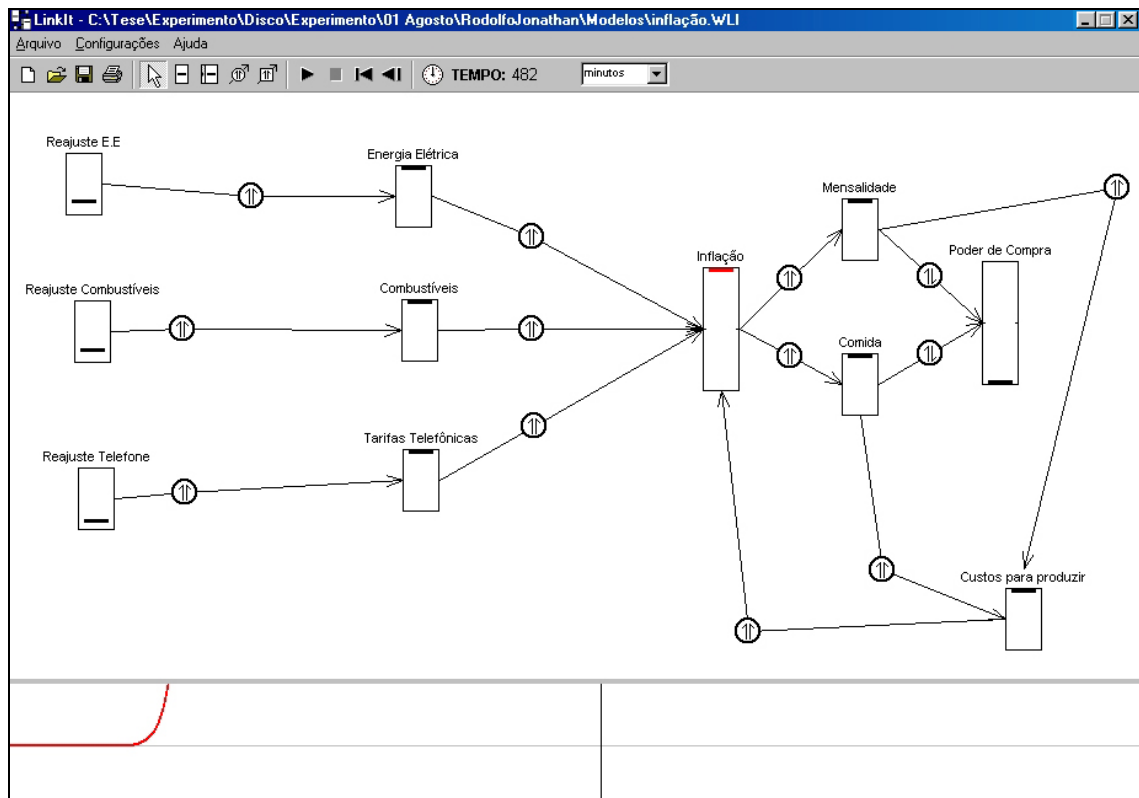 LinkIt - C:\Tese\Experimento\Disco\Experimento\01 Agosto\RodolfoJonathan\Modelos\inflação.WLI
Arquivo Configurações Ajuda
TEMPO: 482 minutos
Reajuste E.E
Energia Elétrica
Mensalidade
Inflação
Poder de Compra
Reajuste Combustíveis
Combustíveis
Comida
Tarifas Telefônicas
Reajuste Telefone
Custos para produzir